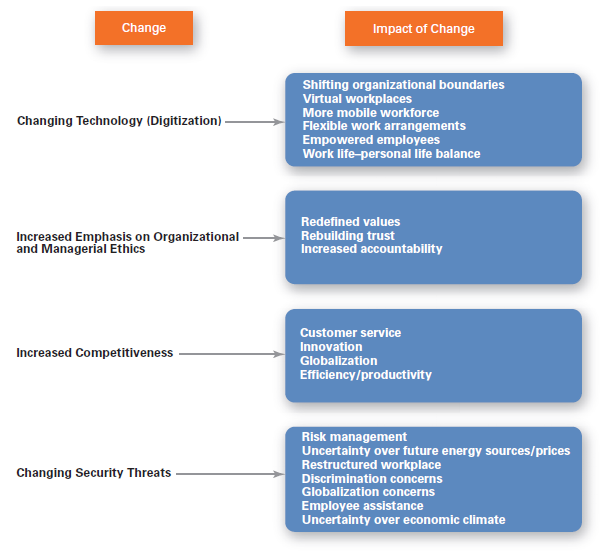 Change
Impact of Change
Changing Technology (Digitization)
Shifting organizational boundaries
Virtual workplaces
More mobile workforce
Flexible work arrangements
Empowered employees
Work life–personal life balance
Increased Emphasis on Organizational
and Managerial Ethics
Redefined values
Rebuilding trust
Increased accountability
Increased Competitiveness
Customer service
Innovation
Globalization
Efficiency/productivity
Changing Security Threats
Risk management
Uncertainty over future energy sources/prices
Restructured workplace
Discrimination concerns
Globalization concerns
Employee assistance
Uncertainty over economic climate